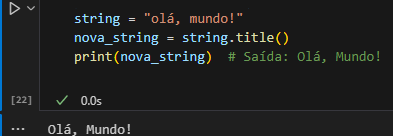 string = "olá, mundo!"
nova_string = string.title()
print(nova_string)  # Saída: Olá, Mundo!
[22]
0.0s
...
Olá, Mundo!